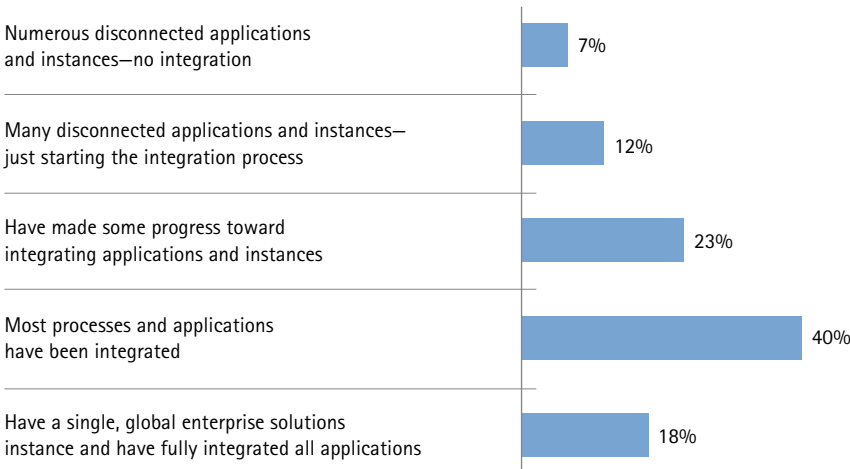 Numerous disconnected applications
and instances—no integration
7%
Many disconnected applications and instances—
just starting the integration process
12%
Have made some progress toward
integrating applications and instances
23%
Most processes and applications
have been integrated
40%
Have a single, global enterprise solutions
instance and have fully integrated all applications
18%